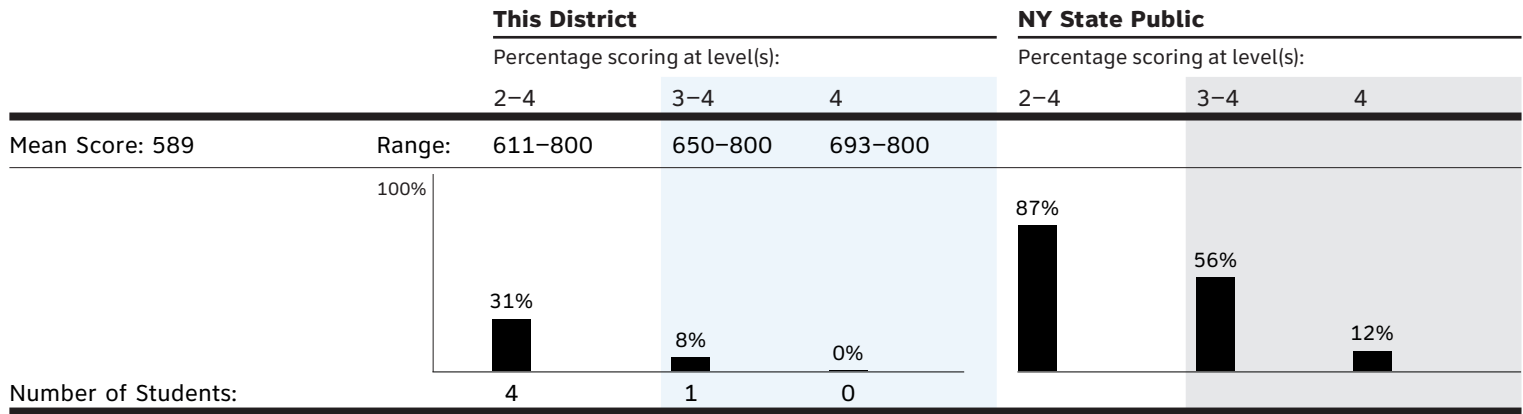 This District NY State Public
Percentage scoring at level(s): Percentage scoring at level(s):
2–4 3–4 4 2–4 3–4 4
Mean Score: 589 Range: 611–800 650–800 693–800
100%
87%
56%
31%
12%
8%
0%
Number of Students: 4 1 0